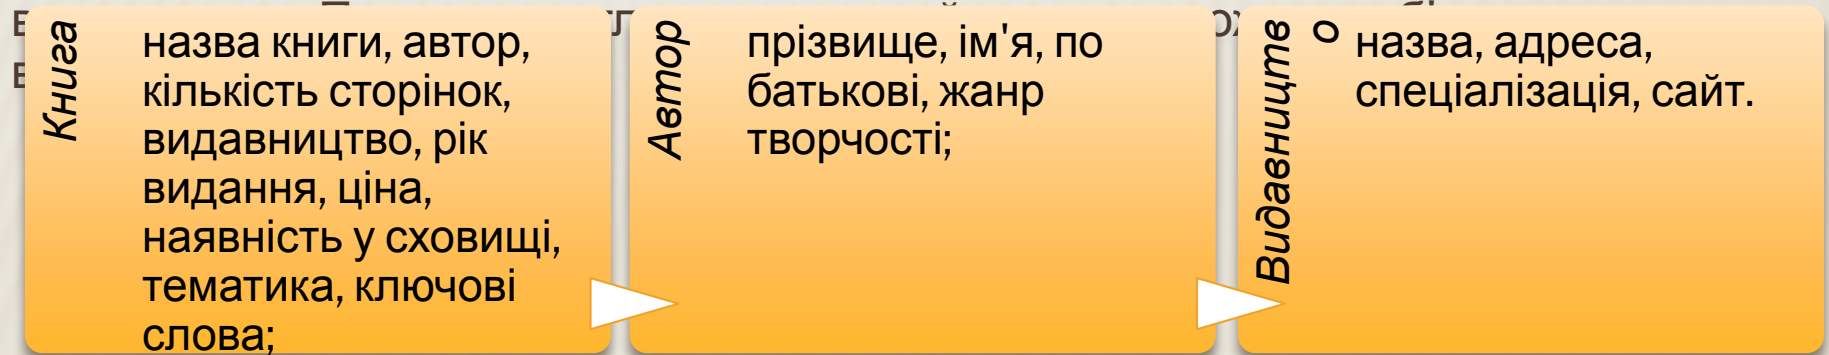 Книга
назва книги, автор,
кількість сторінок,
видавництво, рік
видання, ціна,
наявність у сховищі,
тематика, ключові
слова;
Автор
прізвище, ім'я, по
батькові, жанр
творчості;
Видавництв
о
назва, адреса,
спеціалізація, сайт.